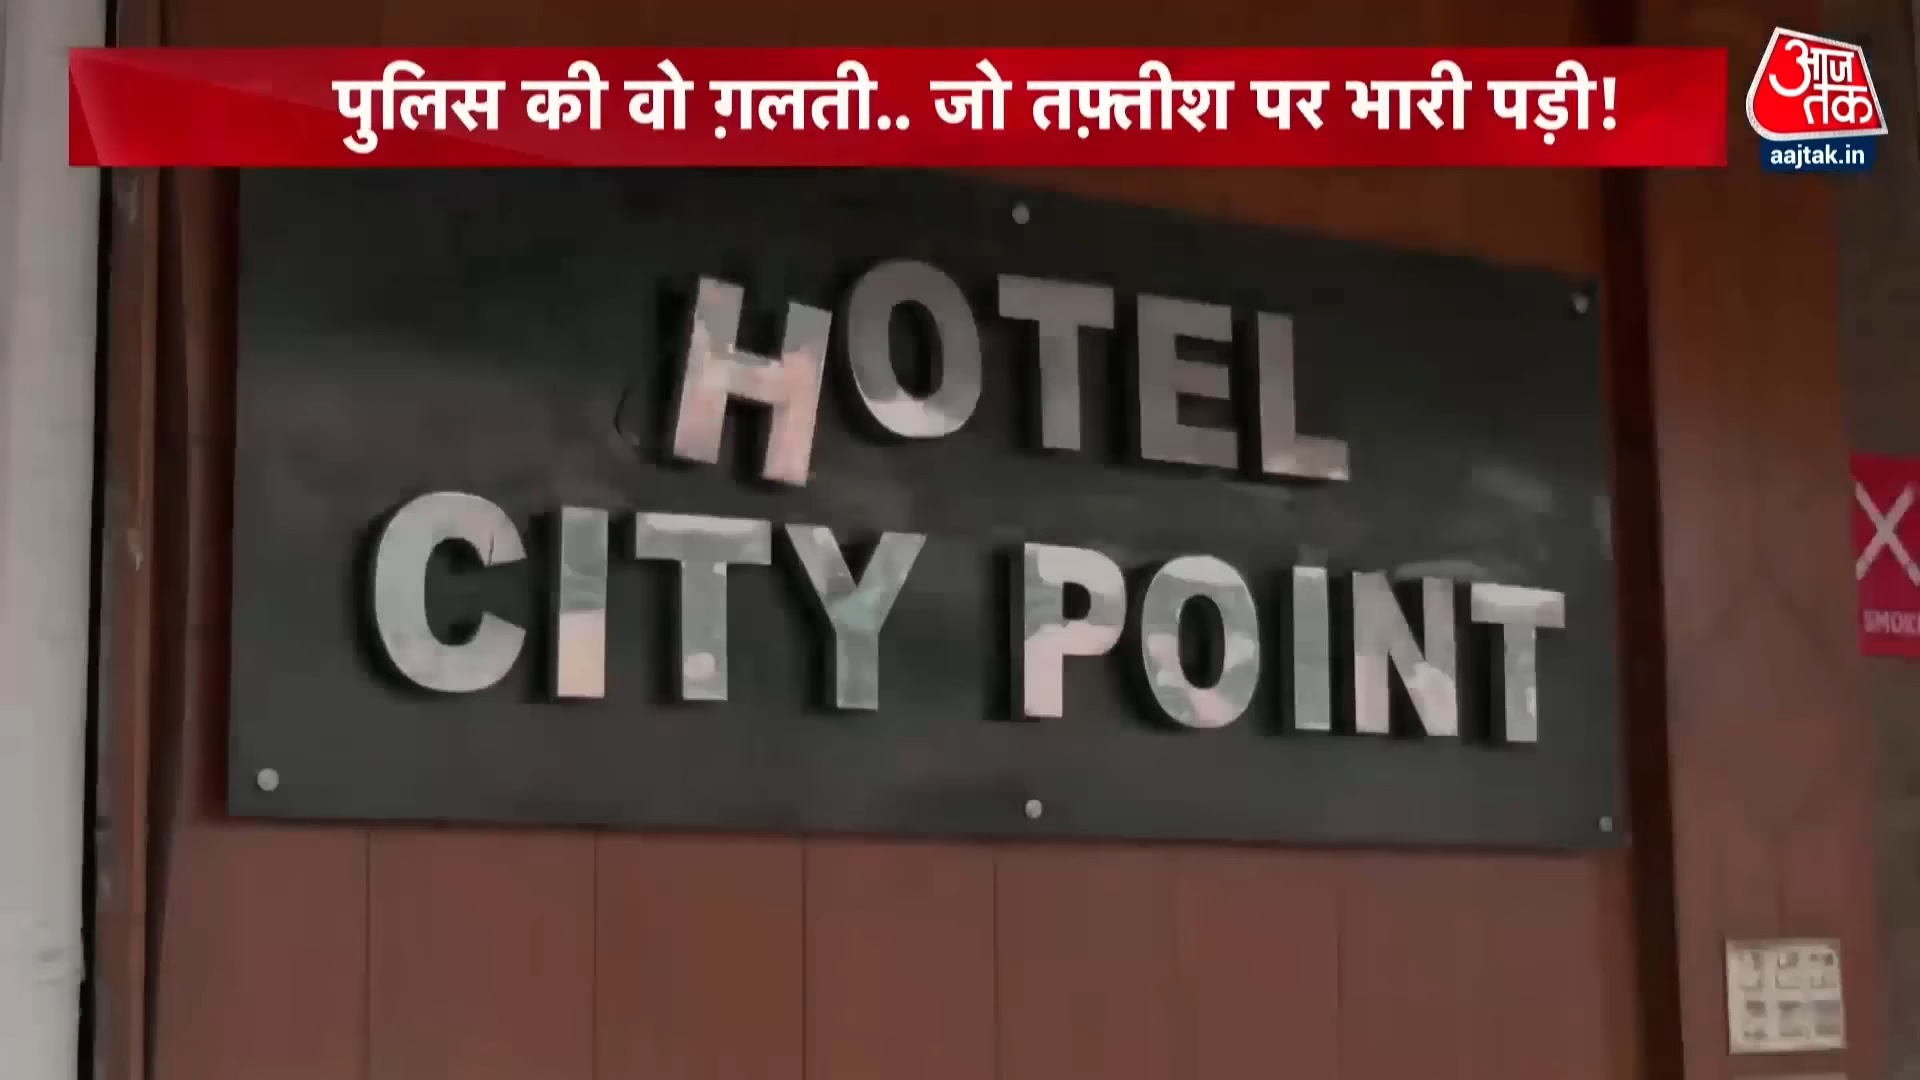 पुलिस की वो ग़लती.. जो तफ़्तीश पर भारी पड़ी!
आज तक
aajtak.in
HOTEL
CITY POINT